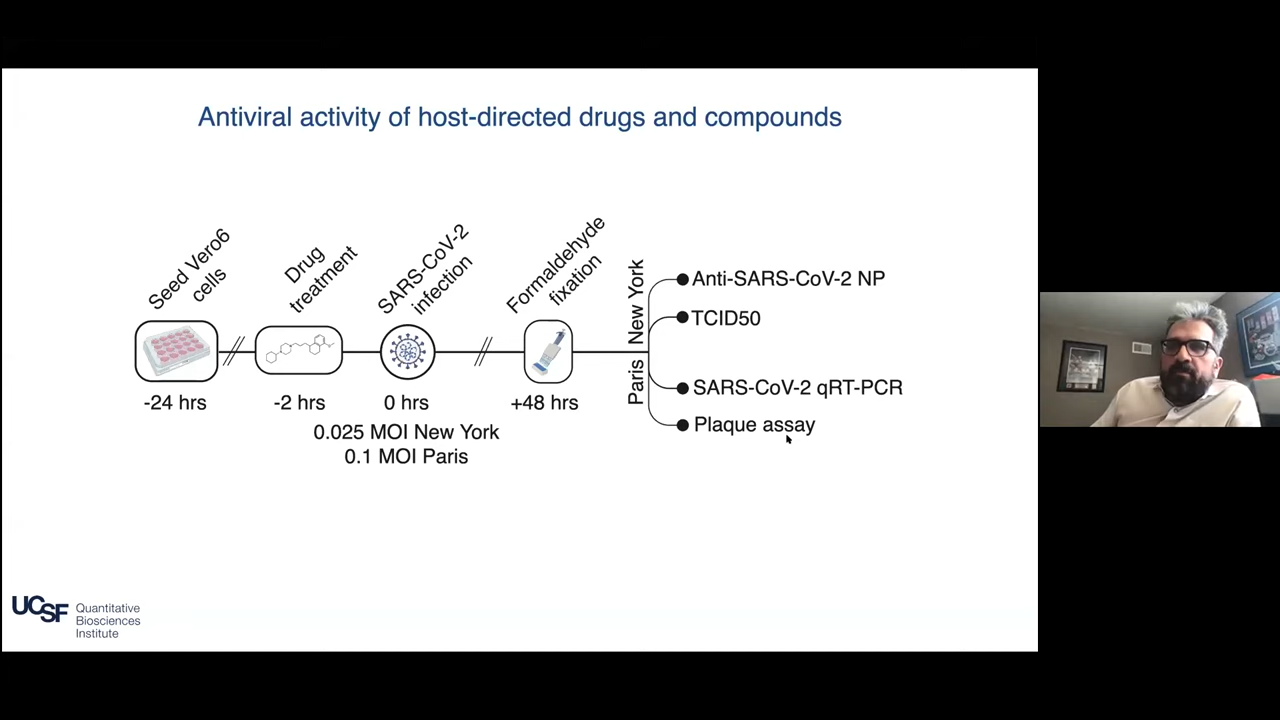 Antiviral activity of host-directed drugs and compounds
Seed Vero6
cells
Drug
treatment
SARS-CoV-2
infection
Formaldehyde
fixation
-24 hrs
-2 hrs
0 hrs
+48 hrs
0.025 MOI New York
0.1 MOI Paris
New York
Anti-SARS-CoV-2 NP
TCID50
Paris
SARS-CoV-2 qRT-PCR
Plaque assay
UCSF
Quantitative
Biosciences
Institute